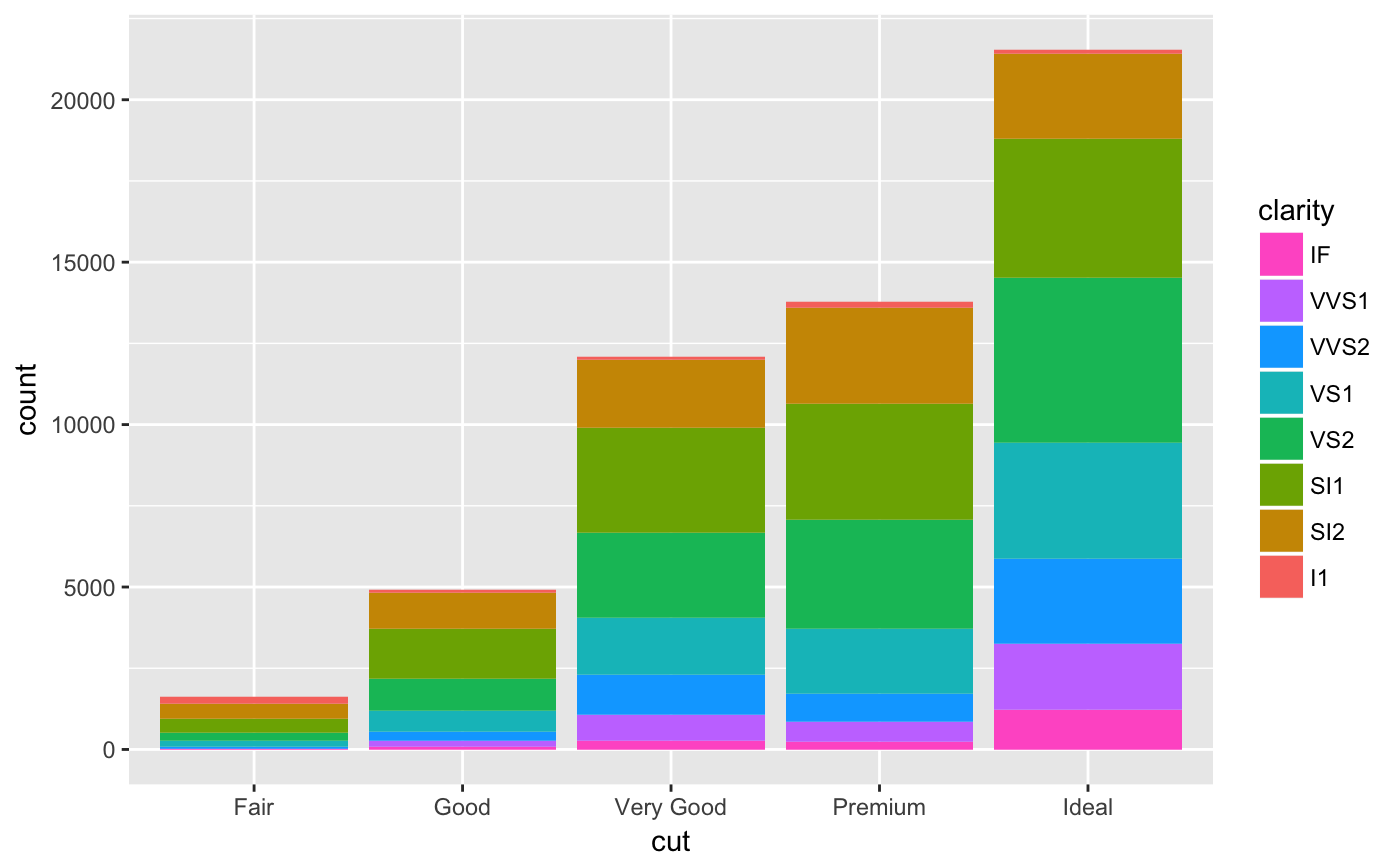 20000
15000
10000
5000
0
count
Fair Good Very Good Premium Ideal
cut
clarity
IF
VVS1
VVS2
VS1
VS2
SI1
SI2
I1